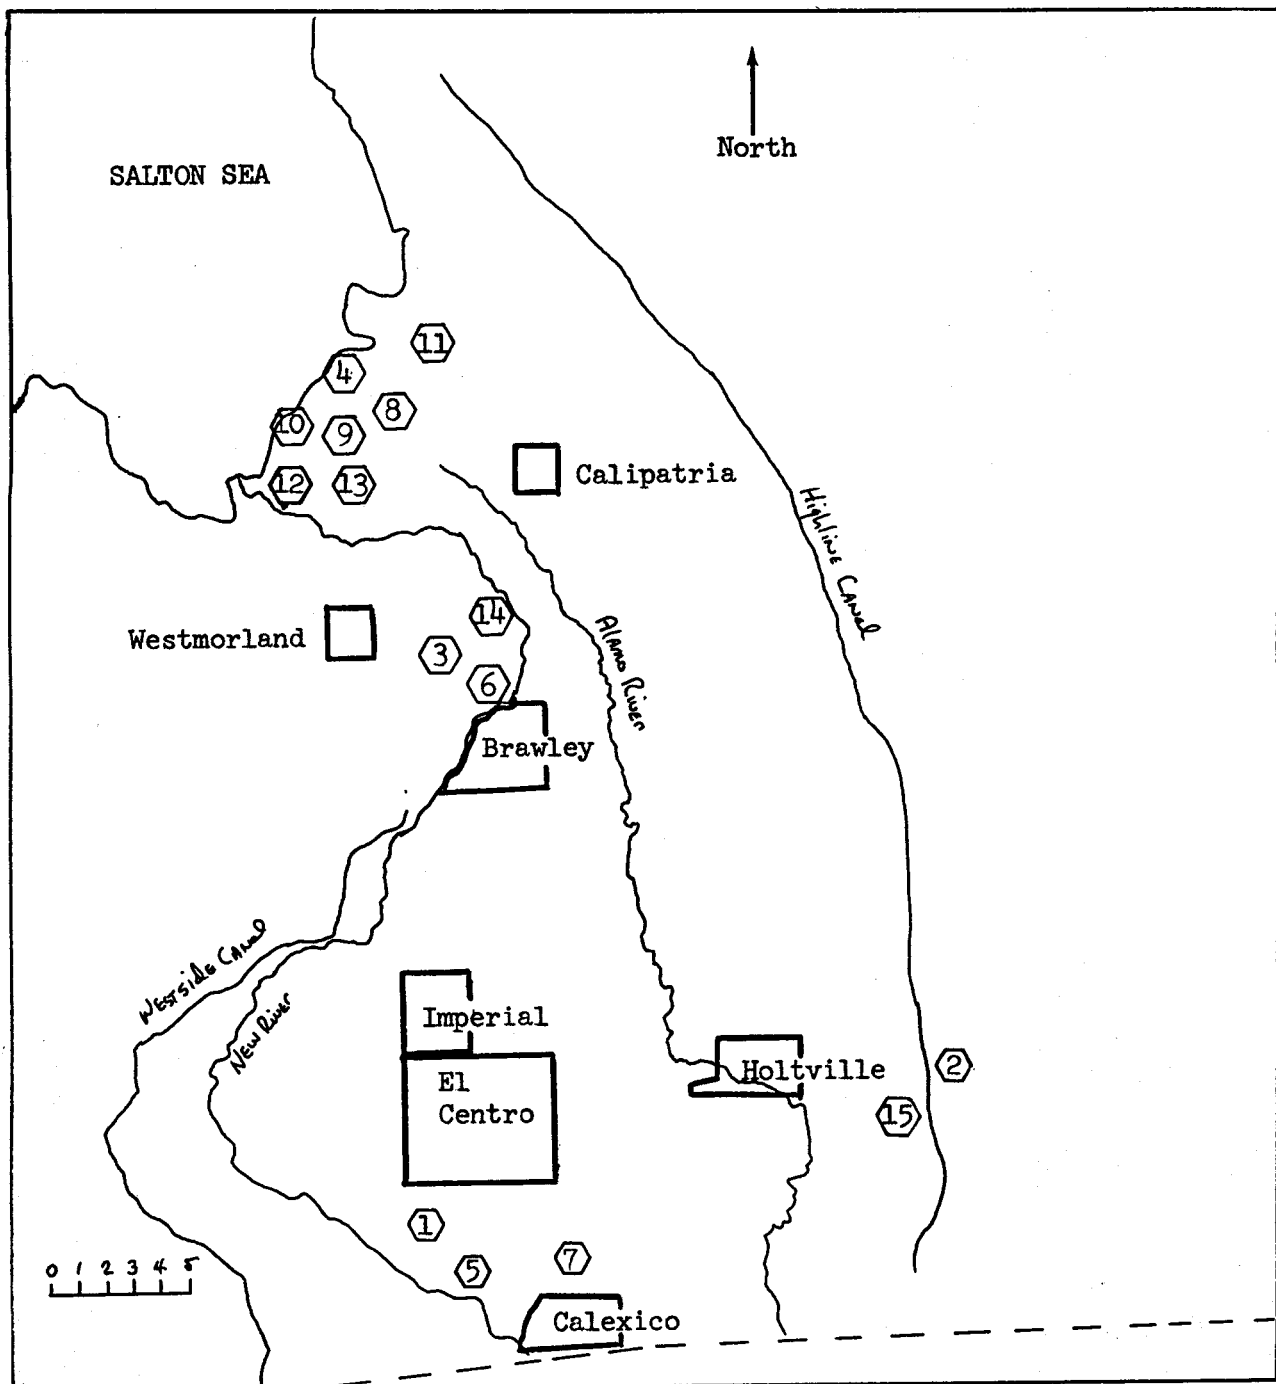 North
SALTON SEA
11
4
8
10
9
12
13
Calipatria
Highline Canal
14
Westmorland
3
Alamo River
6
Brawley
Westside Canal
New River
Imperial
El
Centro
Holtville
2
15
1
5
7
0 1 2 3 4 5
Calexico